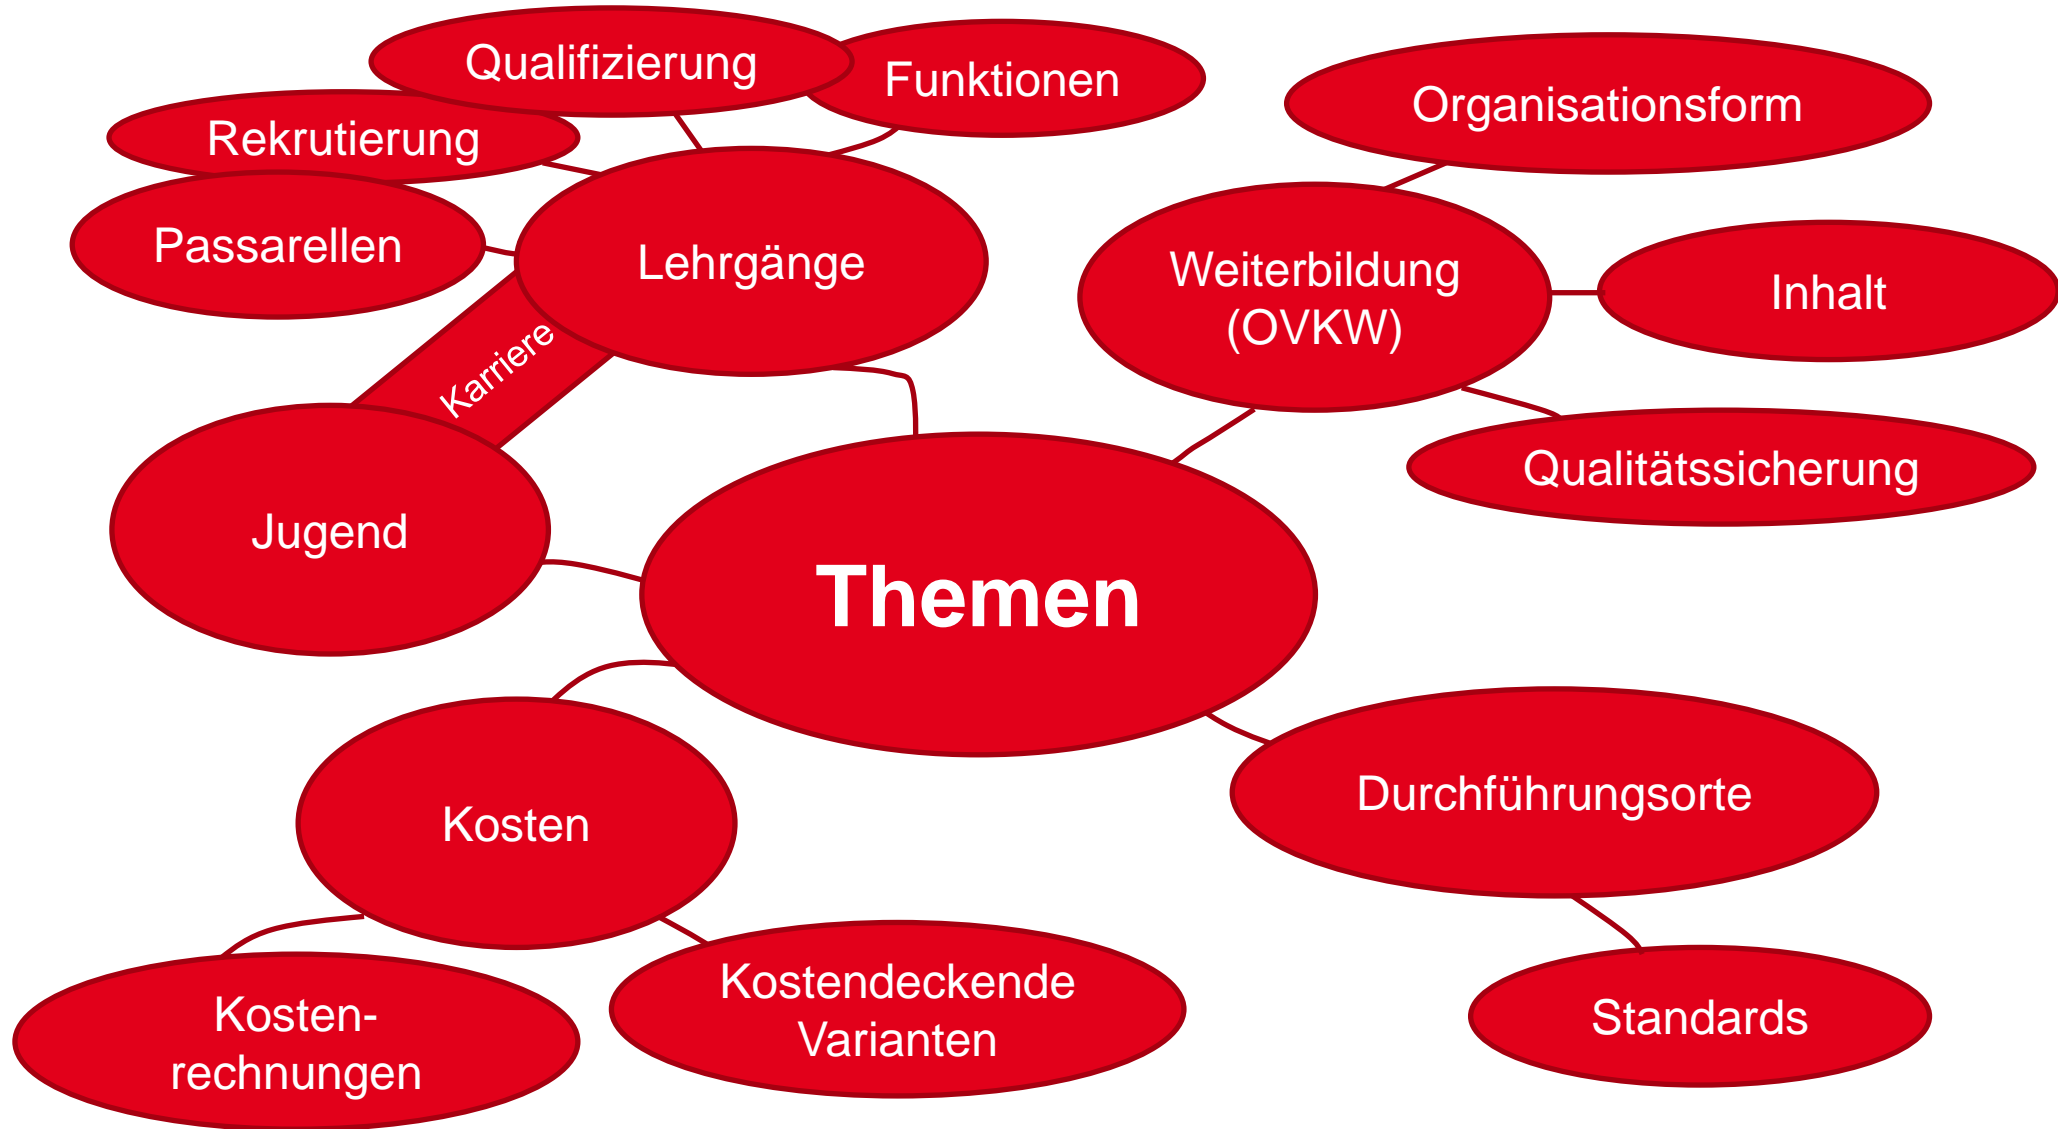 Qualifizierung
Funktionen
Organisationsform
Rekrutierung
Passarellen
Lehrgänge
Weiterbildung
(OVKW)
Inhalt
Karriere
Qualitätssicherung
Jugend
Themen
Durchführungsorte
Kosten
Kostendeckende
Varianten
Kosten-
rechnungen
Standards